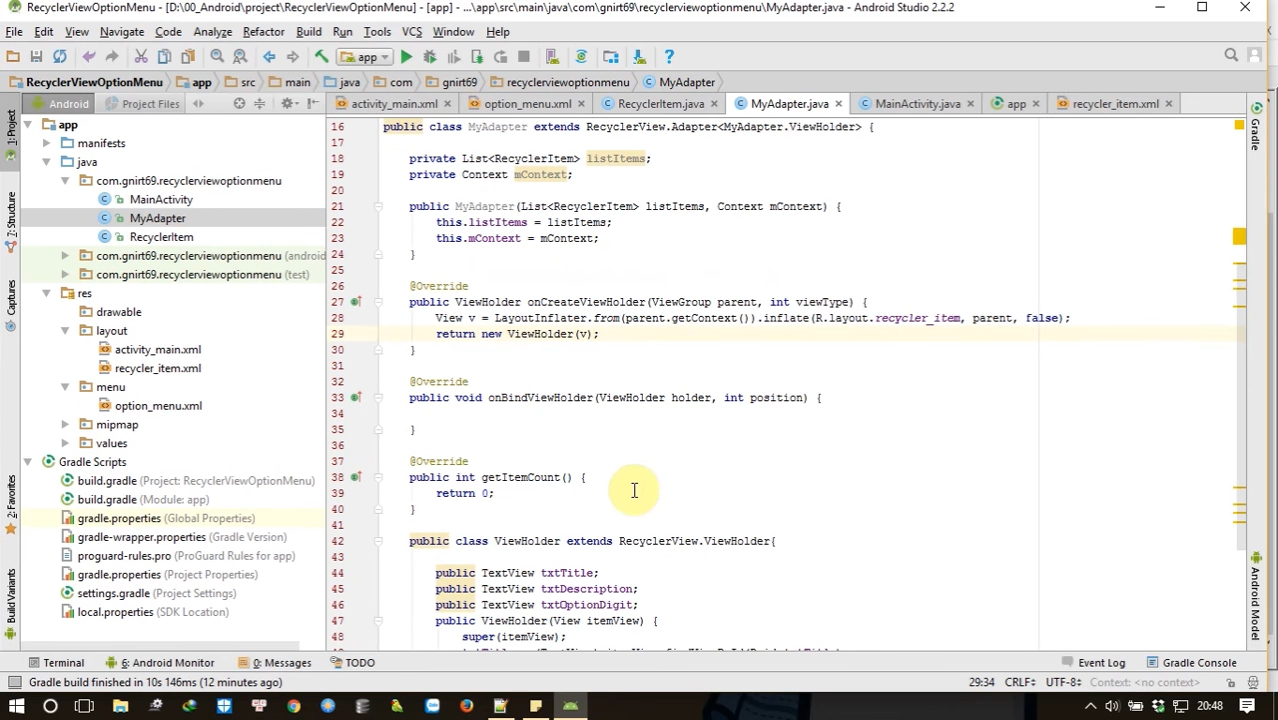 RecyclerViewOptionMenu - [D:\00_Android\project\RecyclerViewOptionMenu] - [app] - ...\app\src\main\java\com\gnirt69\recyclerviewoptionmenu\MyAdapter.java - Android Studio 2.2.2
File Edit View Navigate Code Analyze Refactor Build Run Tools VCS Window Help
app
RecyclerViewOptionMenu app src main java com gnirt69 recyclerviewoptionmenu MyAdapter
Android Project Files activity_main.xml option_menu.xml RecyclerItem.java MyAdapter.java MainActivity.java app recycler_item.xml
1: Project
7: Structure
Captures
2: Favorites
Build Variants
app
manifests
java
com.gnirt69.recyclerviewoptionmenu
MainActivity
MyAdapter
RecyclerItem
com.gnirt69.recyclerviewoptionmenu (android
com.gnirt69.recyclerviewoptionmenu (test)
res
drawable
layout
activity_main.xml
recycler_item.xml
menu
option_menu.xml
mipmap
values
Gradle Scripts
build.gradle (Project: RecyclerViewOptionMenu)
build.gradle (Module: app)
gradle.properties (Global Properties)
gradle-wrapper.properties (Gradle Version)
proguard-rules.pro (ProGuard Rules for app)
gradle.properties (Project Properties)
settings.gradle (Project Settings)
local.properties (SDK Location)
16 public class MyAdapter extends RecyclerView.Adapter<MyAdapter.ViewHolder> {
17
18 private List<RecyclerItem> listItems;
19 private Context mContext;
20
21 public MyAdapter(List<RecyclerItem> listItems, Context mContext) {
22 this.listItems = listItems;
23 this.mContext = mContext;
24 }
25
26 @Override
27 public ViewHolder onCreateViewHolder(ViewGroup parent, int viewType) {
28 View v = LayoutInflater.from(parent.getContext()).inflate(R.layout.recycler_item, parent, false);
29 return new ViewHolder(v);
30 }
31
32 @Override
33 public void onBindViewHolder(ViewHolder holder, int position) {
34
35 }
36
37 @Override
38 public int getItemCount() {
39 return 0;
40 }
41
42 public class ViewHolder extends RecyclerView.ViewHolder{
43
44 public TextView txtTitle;
45 public TextView txtDescription;
46 public TextView txtOptionDigit;
47 public ViewHolder(View itemView) {
48 super(itemView);
Gradle
Android Model
Terminal 6: Android Monitor 0: Messages TODO Event Log Gradle Console
Gradle build finished in 10s 146ms (12 minutes ago) 29:34 CRLF UTF-8 Context: <no context>
20:48